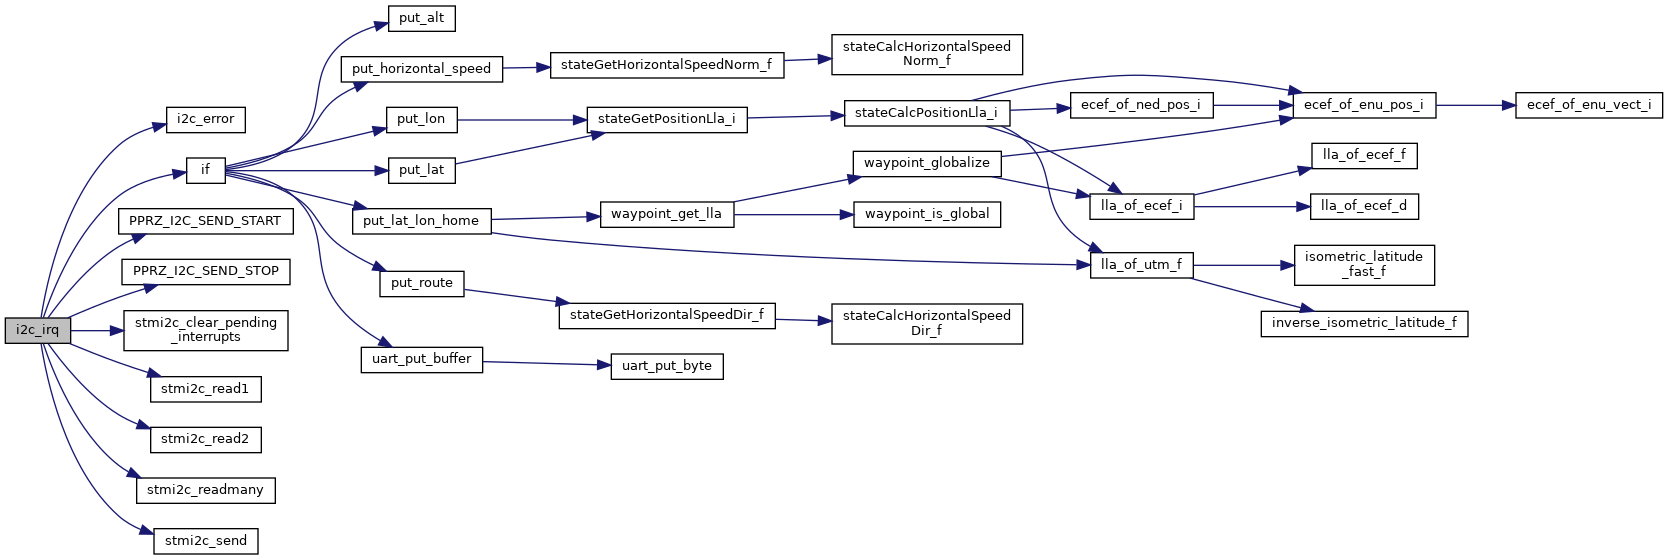 i2c_irq
i2c_error
if
PPRZ_I2C_SEND_START
PPRZ_I2C_SEND_STOP
stmi2c_clear_pending
_interrupts
stmi2c_read1
stmi2c_read2
stmi2c_readmany
stmi2c_send
put_alt
put_horizontal_speed
put_lon
put_lat
put_lat_lon_home
put_route
uart_put_buffer
stateGetHorizontalSpeedNorm_f
stateGetPositionLla_i
waypoint_get_lla
stateGetHorizontalSpeedDir_f
uart_put_byte
stateCalcHorizontalSpeed
Norm_f
stateCalcPositionLla_i
waypoint_globalize
waypoint_is_global
stateCalcHorizontalSpeed
Dir_f
ecef_of_ned_pos_i
lla_of_ecef_i
lla_of_utm_f
ecef_of_enu_pos_i
lla_of_ecef_f
lla_of_ecef_d
isometric_latitude
_fast_f
inverse_isometric_latitude_f
ecef_of_enu_vect_i